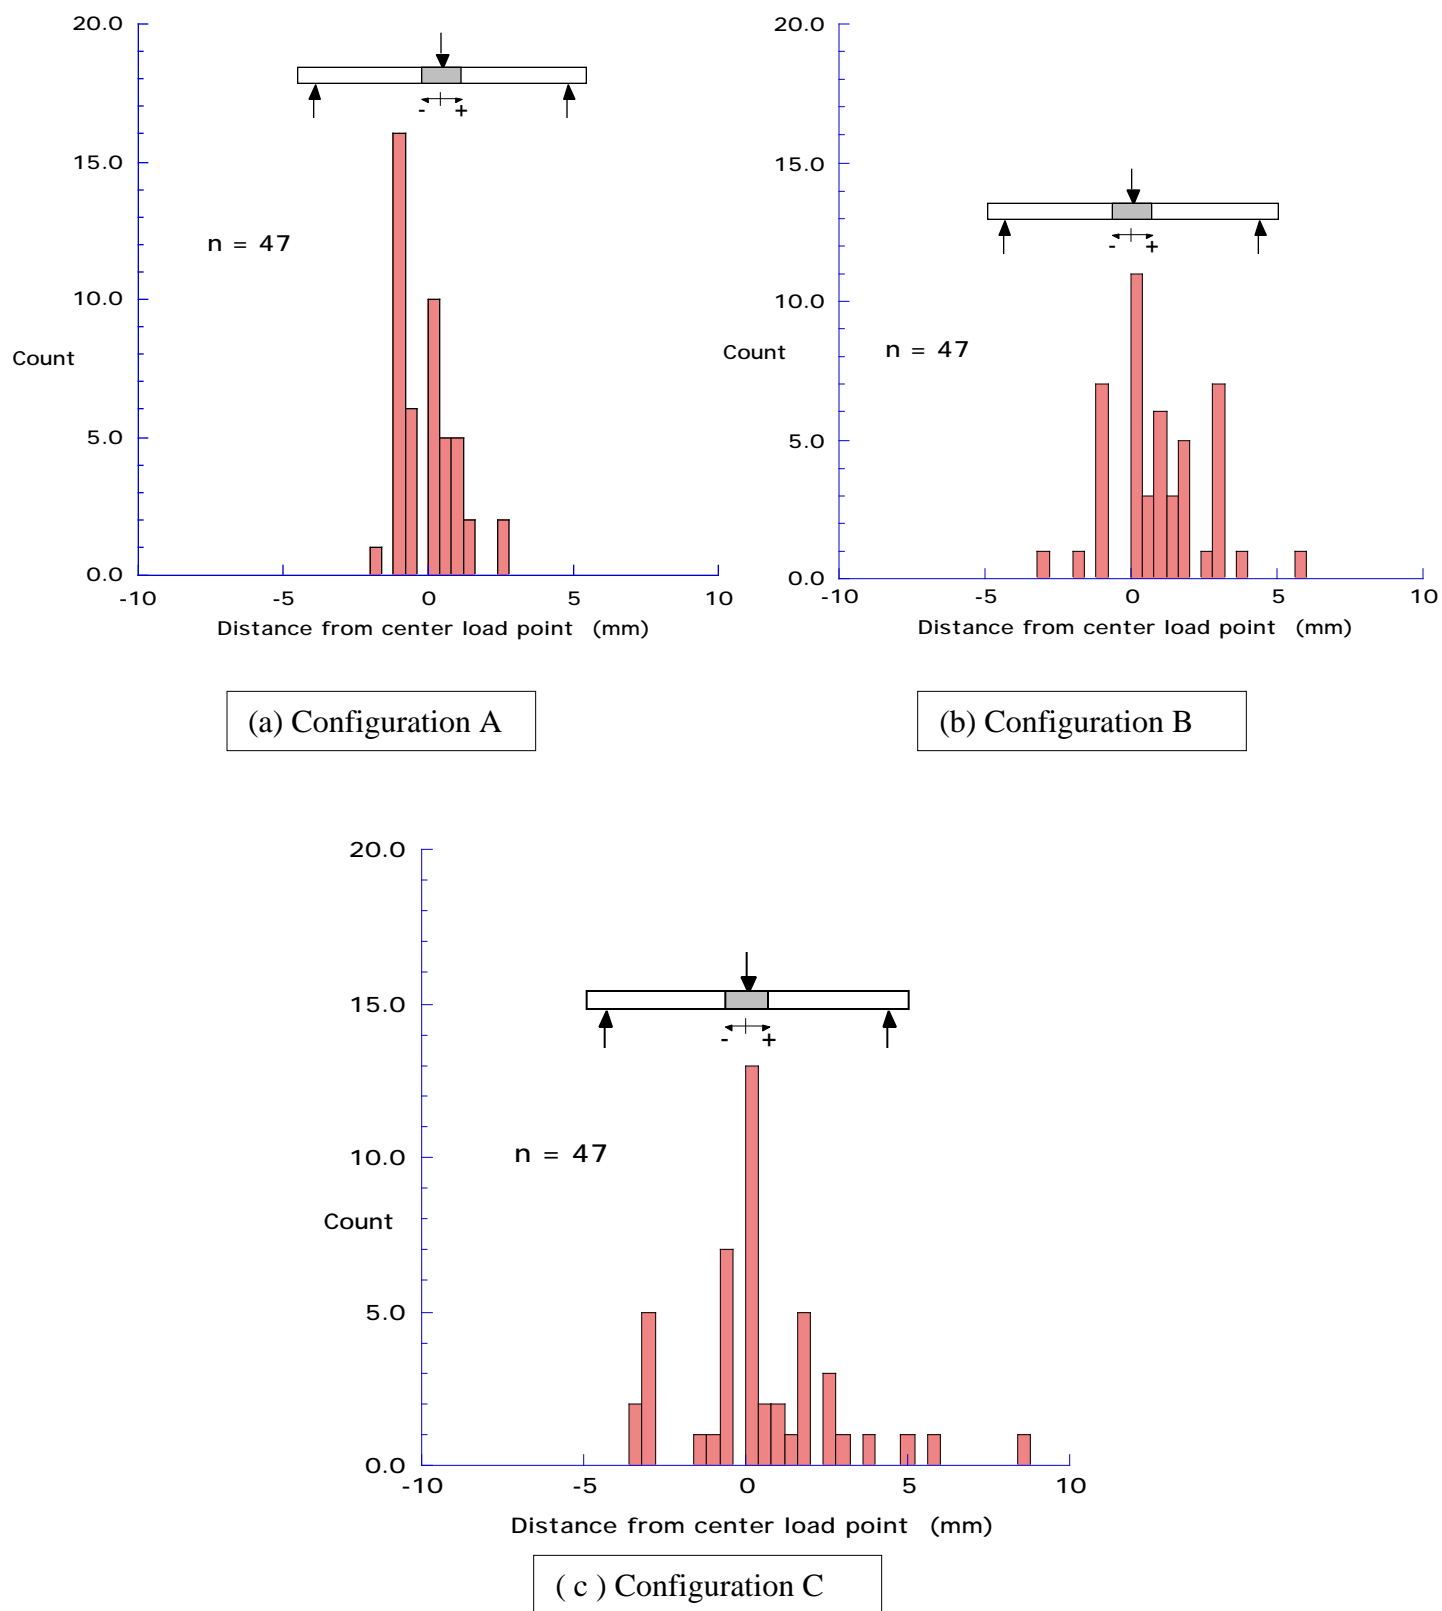 20.0
15.0
10.0
5.0
0.0
Count
n = 47
- +
-10 -5 0 5 10
Distance from center load point (mm)
(a) Configuration A
20.0
15.0
10.0
5.0
0.0
Count
n = 47
- +
-10 -5 0 5 10
Distance from center load point (mm)
(b) Configuration B
20.0
15.0
10.0
5.0
0.0
Count
n = 47
- +
-10 -5 0 5 10
Distance from center load point (mm)
( c ) Configuration C